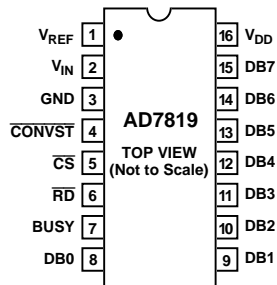 VREF 1 16 VDD
VIN 2 15 DB7
GND 3 14 DB6
CONVST 4 AD7819 13 DB5
CS 5 TOP VIEW 12 DB4
(Not to Scale)
RD 6 11 DB3
BUSY 7 10 DB2
DB0 8 9 DB1